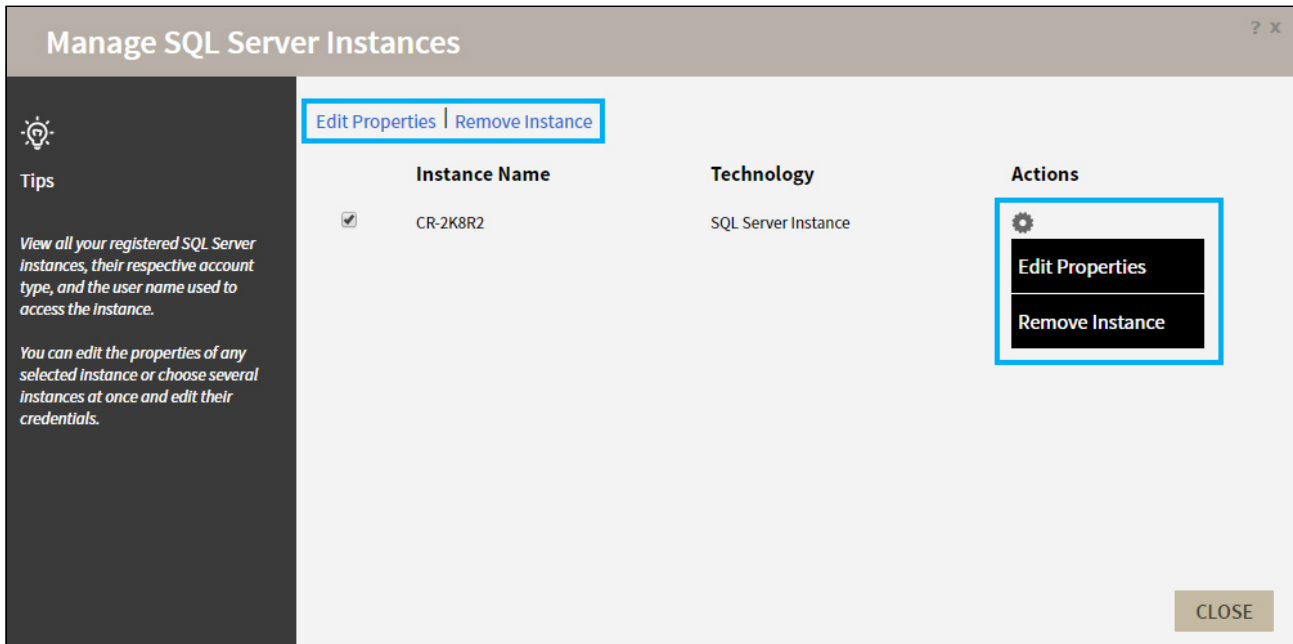 Manage SQL Server Instances
? x
Tips
View all your registered SQL Server
instances, their respective account
type, and the user name used to
access the instance.
You can edit the properties of any
selected instance or choose several
instances at once and edit their
credentials.
Edit Properties | Remove Instance
Instance Name Technology Actions
CR-2K8R2 SQL Server Instance
Edit Properties
Remove Instance
CLOSE